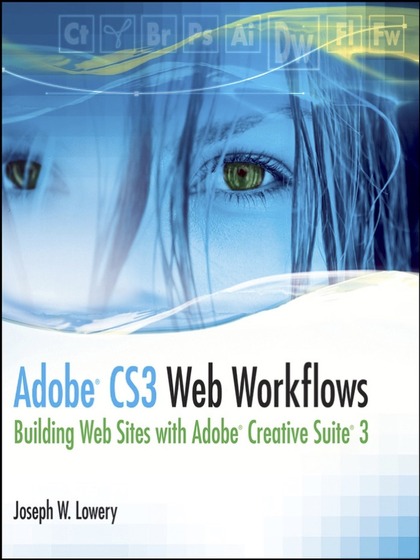 Ct Br Ps Ai Dw Fl Fw
Adobe® CS3 Web Workflows
Building Web Sites with Adobe® Creative Suite® 3
Joseph W. Lowery